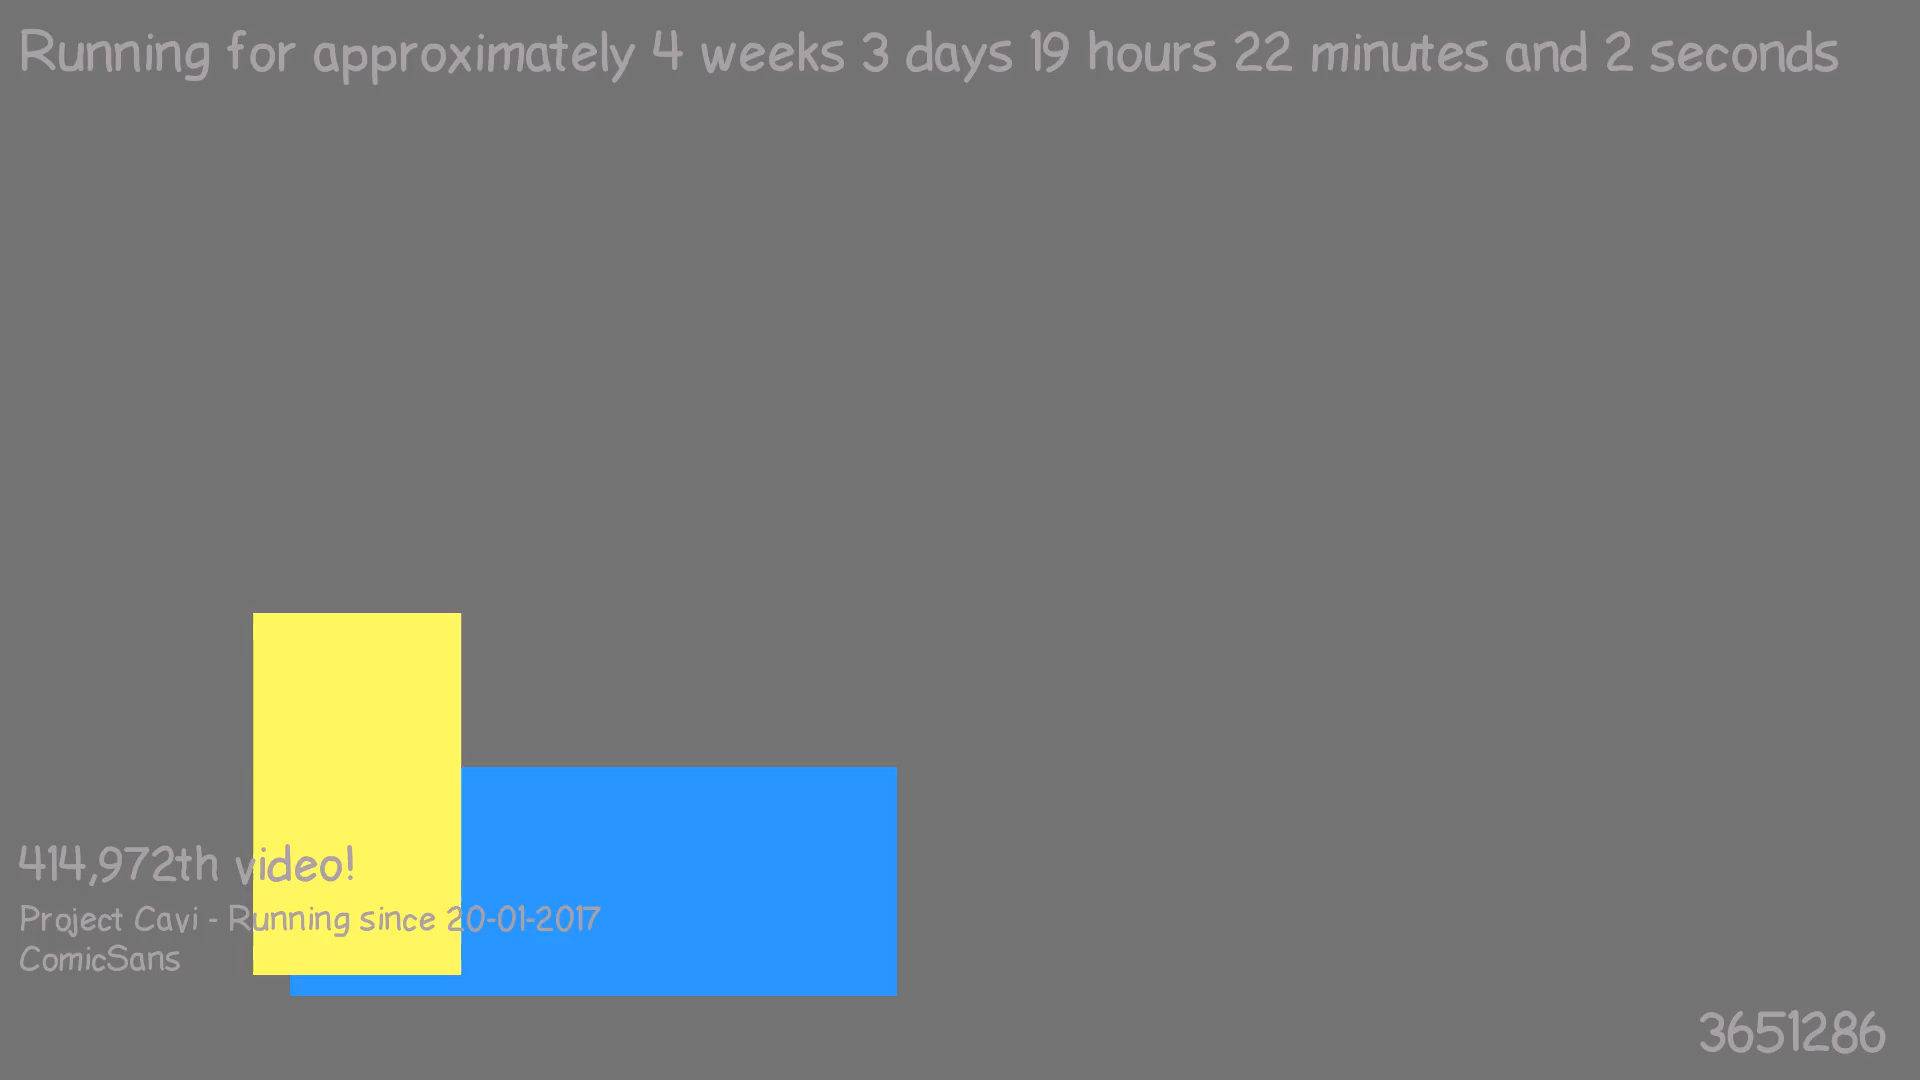 Running for approximately 4 weeks 3 days 19 hours 22 minutes and 2 seconds
414,972th video!
Project Cavi - Running since 20-01-2017
ComicSans
3651286